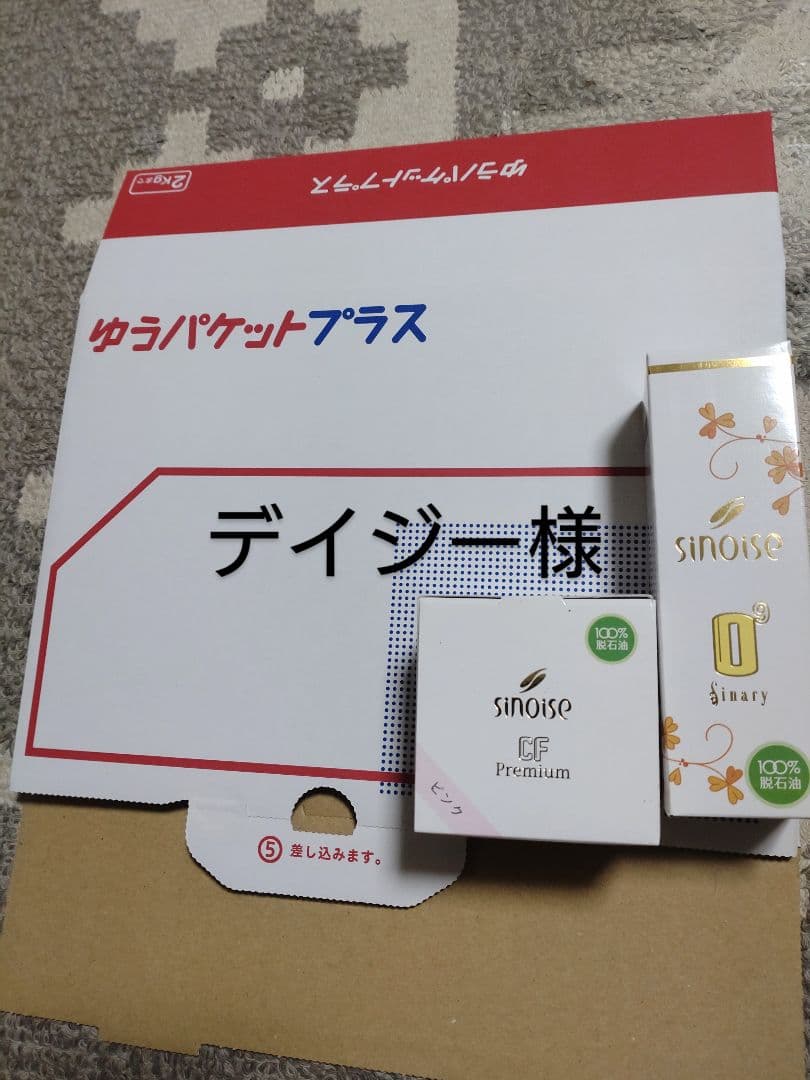 2kgまで
ゆうパケットプラス
ゆうパケットプラス
デイジー様
sinoise
9
Sinary
100%
脱石油
100%
脱石油
sinoise
CF
Premium
ピンク
⑤ 差し込みます。